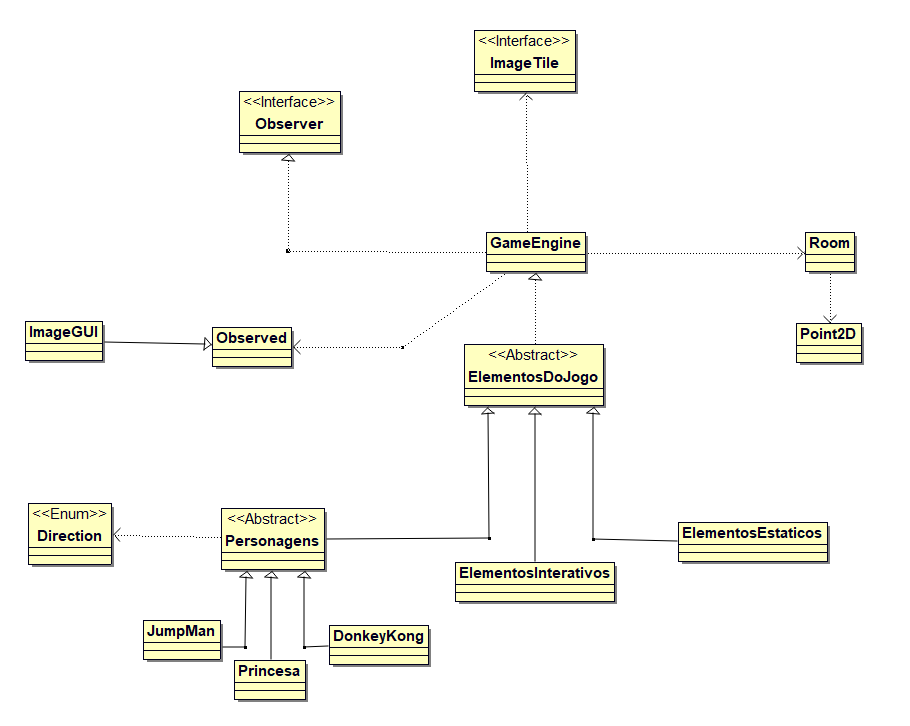 <<Interface>>
ImageTile
<<Interface>>
Observer
GameEngine
Room
ImageGUI
Observed
Point2D
<<Abstract>>
ElementosDoJogo
<<Enum>>
Direction
<<Abstract>>
Personagens
ElementosEstaticos
ElementosInterativos
JumpMan
DonkeyKong
Princesa